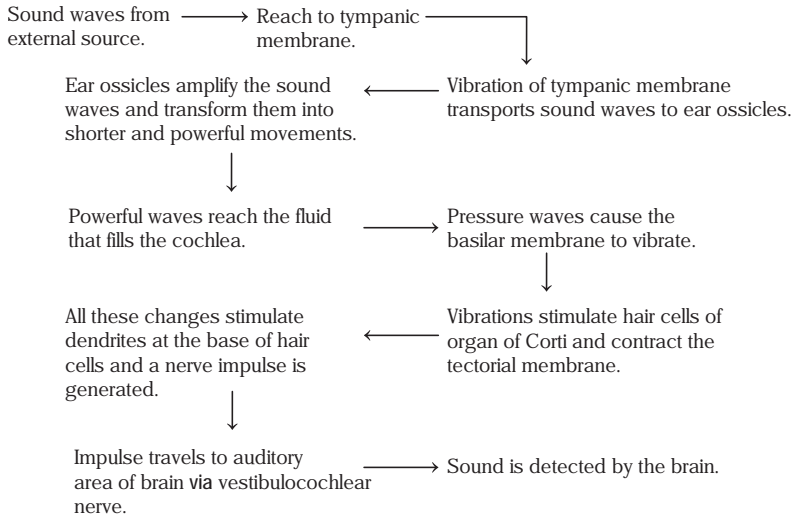 Sound waves from
external source.
Reach to tympanic
membrane.
Vibration of tympanic membrane
transports sound waves to ear ossicles.
Ear ossicles amplify the sound
waves and transform them into
shorter and powerful movements.
Powerful waves reach the fluid
that fills the cochlea.
Pressure waves cause the
basilar membrane to vibrate.
Vibrations stimulate hair cells of
organ of Corti and contract the
tectorial membrane.
All these changes stimulate
dendrites at the base of hair
cells and a nerve impulse is
generated.
Impulse travels to auditory
area of brain via vestibulocochlear
nerve.
Sound is detected by the brain.